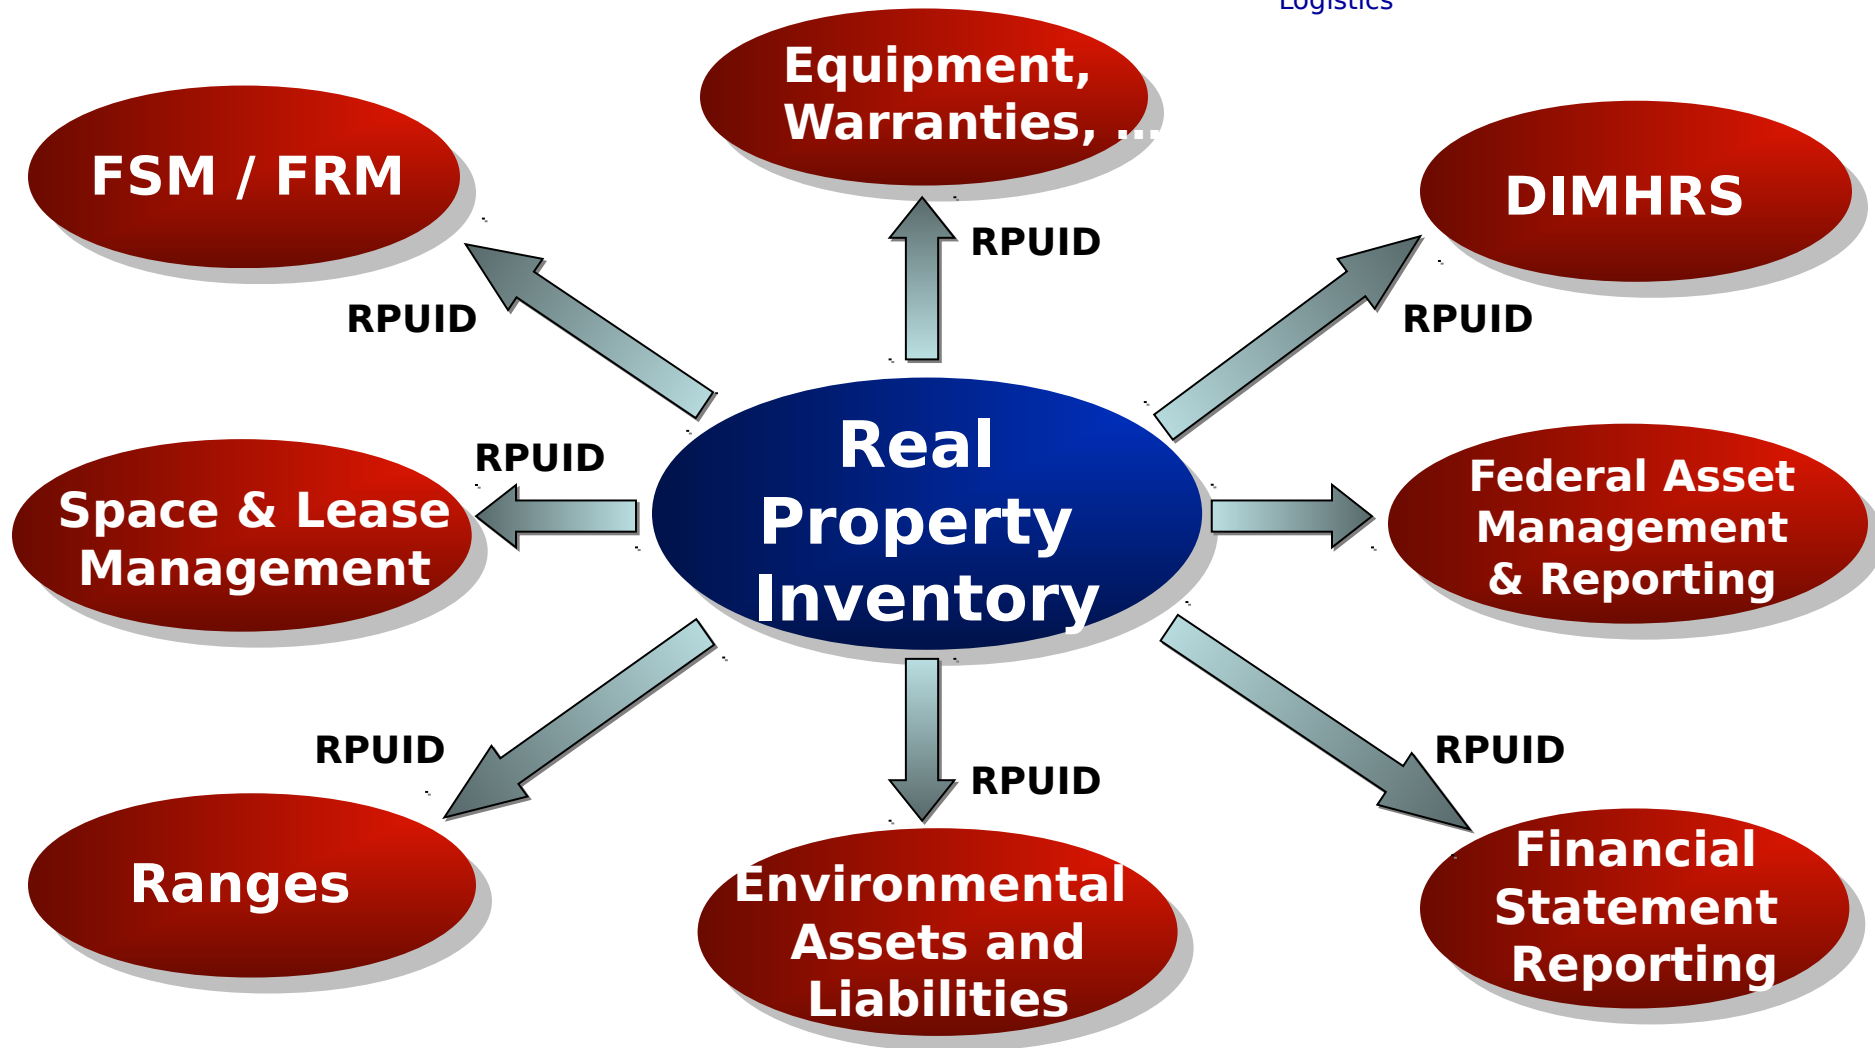 Logistics
Equipment,
Warranties, ...
FSM / FRM
DIMHRS
RPUID
RPUID
RPUID
Real
Property
Inventory
RPUID
Space & Lease
Management
Federal Asset
Management
& Reporting
RPUID
RPUID
RPUID
Ranges
Environmental
Assets and
Liabilities
Financial
Statement
Reporting